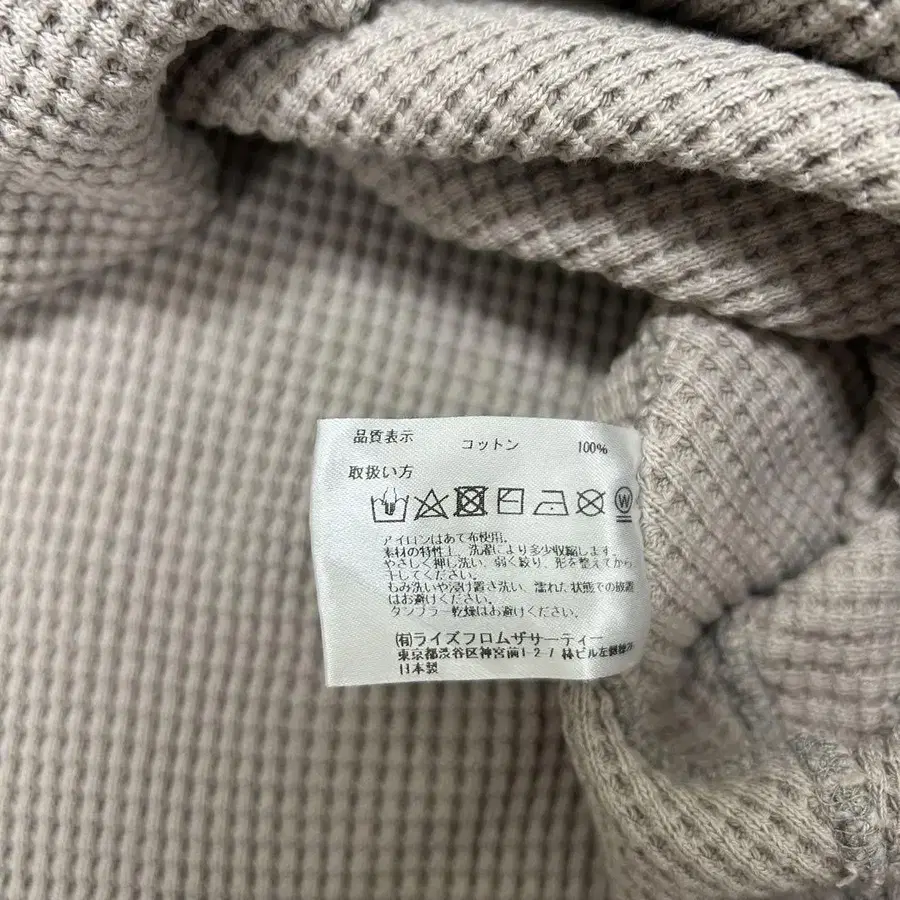 品質表示 コットン 100%
取扱い方
W
アイロンはあて布使用。
素材の特性上、洗濯により多少収縮します。
やさしく押し洗い、弱く絞り、形を整えてから
干してください。
もみ洗いや浸け置き洗い、濡れた状態での放置
はお避けください。
タンブラー乾燥はお避けください。
(有)ライズフロムザサーティー
東京都渋谷区神宮前1-2-7 林ビル左側棟
日本製